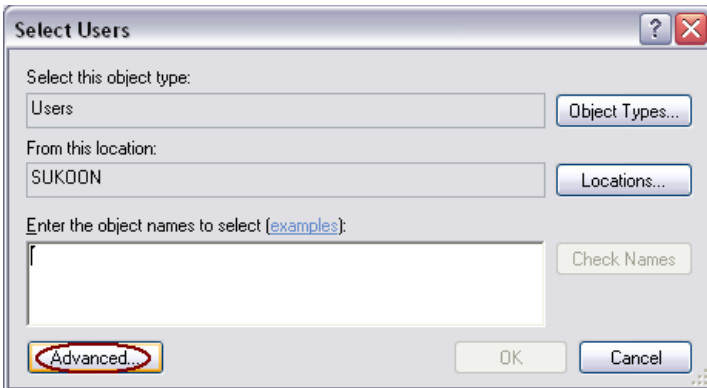 Select Users
?
Select this object type:
Users
Object Types...
From this location:
SUKOON
Locations...
Enter the object names to select (examples):
Check Names
Advanced...
OK
Cancel